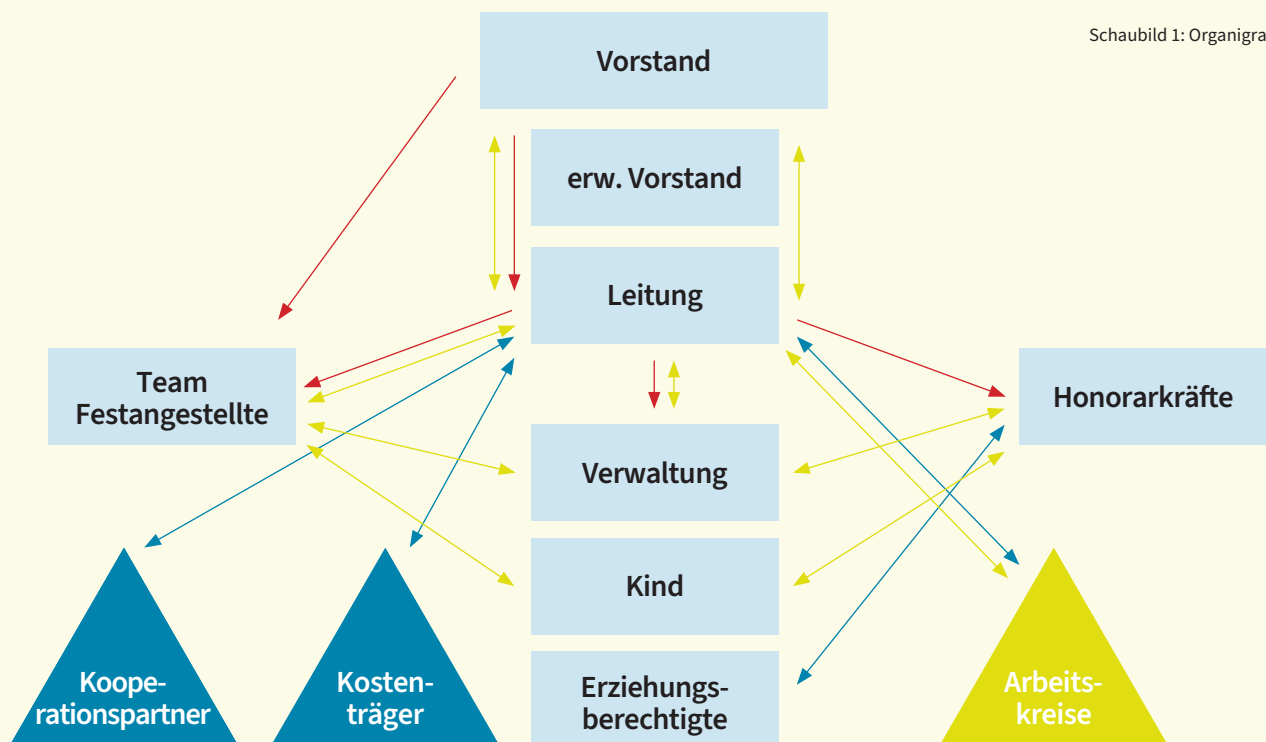 Schaubild 1: Organigra
Vorstand
erw. Vorstand
Leitung
Team
Festangestellte
Honorarkräfte
Verwaltung
Kind
Koope-
rationspartner
Kosten-
träger
Erziehungs-
berechtigte
Arbeits-
kreise